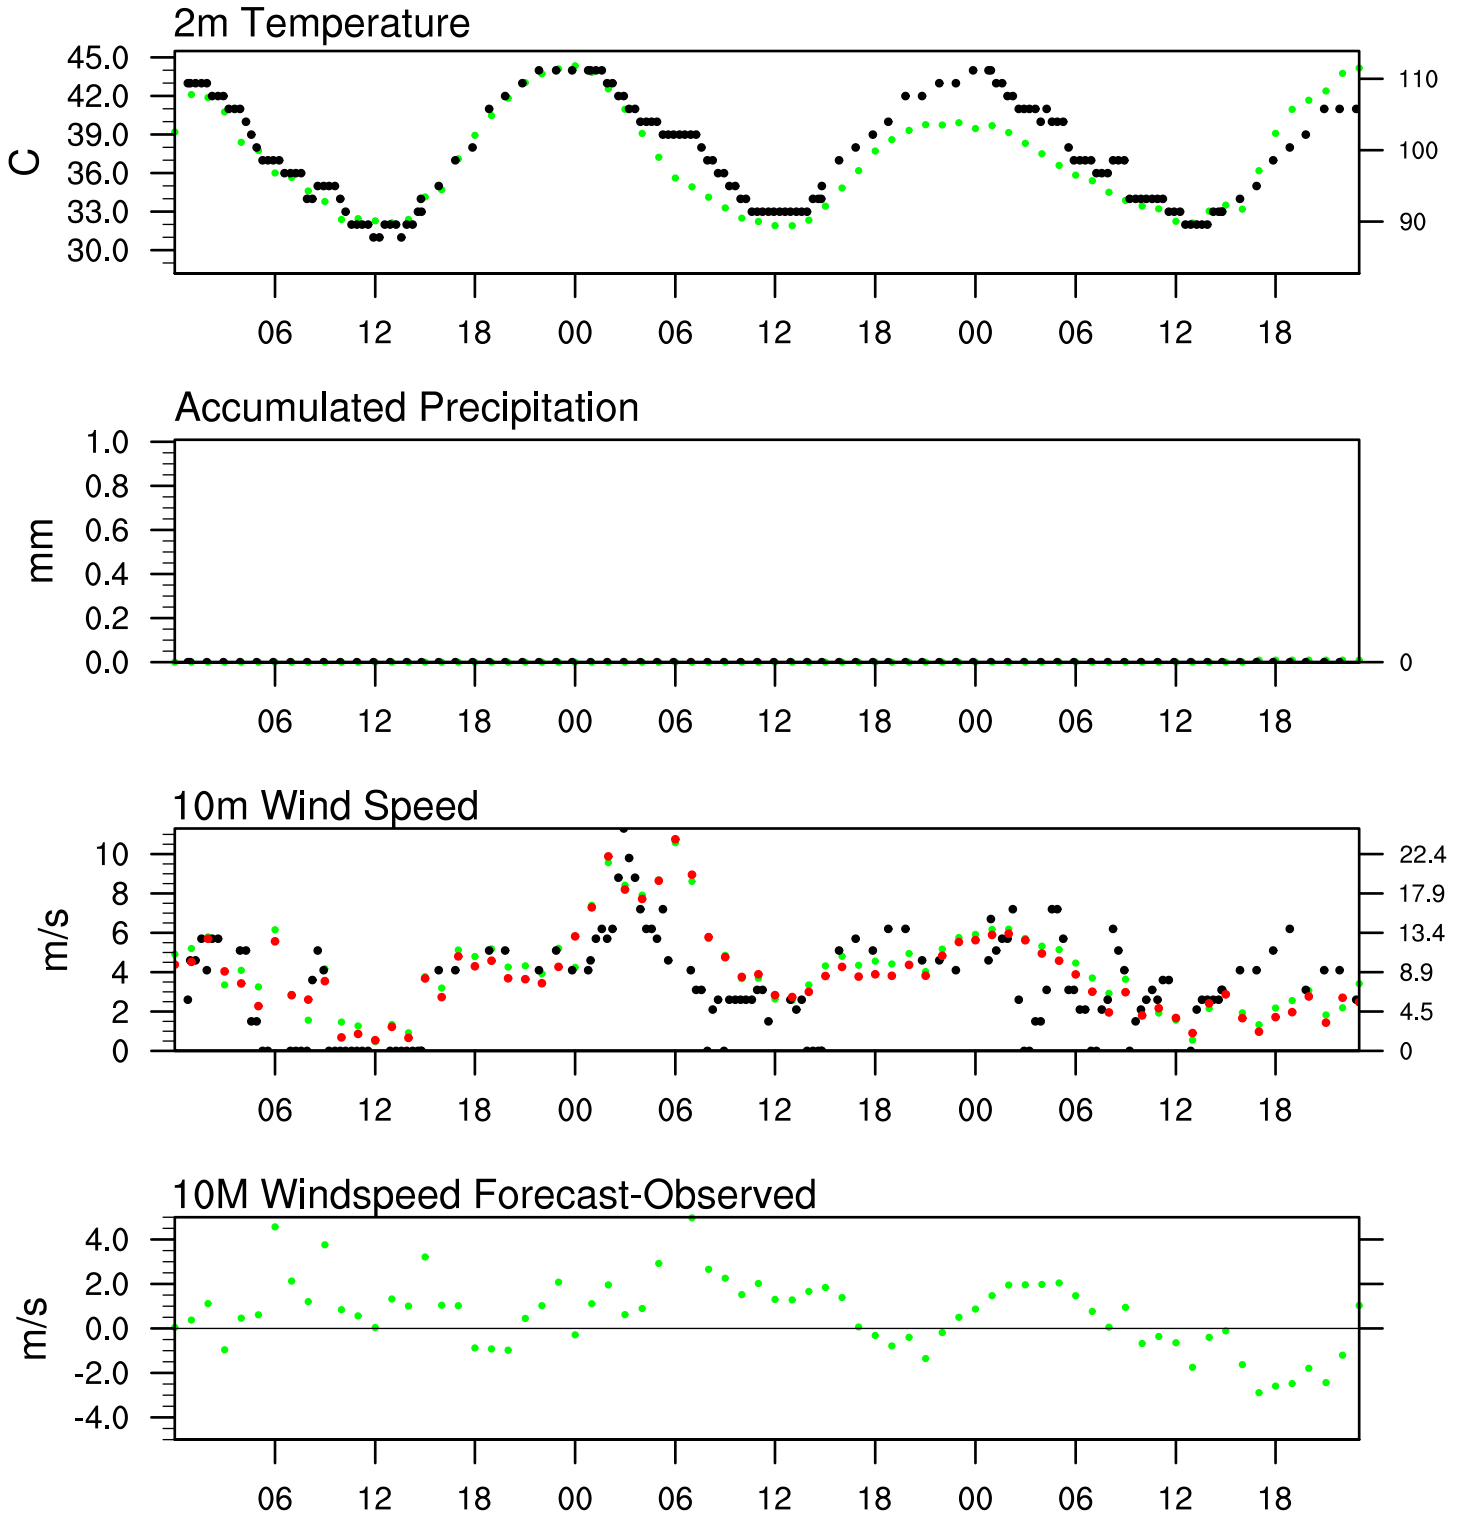 2m Temperature
45.0
42.0
39.0
36.0
33.0
30.0
C
110
100
90
06 12 18 00 06 12 18 00 06 12 18
Accumulated Precipitation
1.0
0.8
0.6
0.4
0.2
0.0
mm
0
06 12 18 00 06 12 18 00 06 12 18
10m Wind Speed
10
8
6
4
2
0
m/s
22.4
17.9
13.4
8.9
4.5
0
06 12 18 00 06 12 18 00 06 12 18
10M Windspeed Forecast-Observed
4.0
2.0
0.0
-2.0
-4.0
m/s
06 12 18 00 06 12 18 00 06 12 18